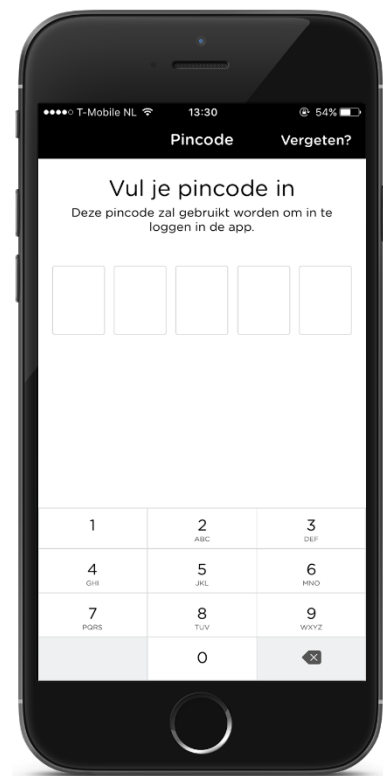 T-Mobile NL 13:30 54%
Pincode Vergeten?
Vul je pincode in
Deze pincode zal gebruikt worden om in te
loggen in de app.
1 2 3
ABC DEF
4 5 6
GHI JKL MNO
7 8 9
PQRS TUV WXYZ
0